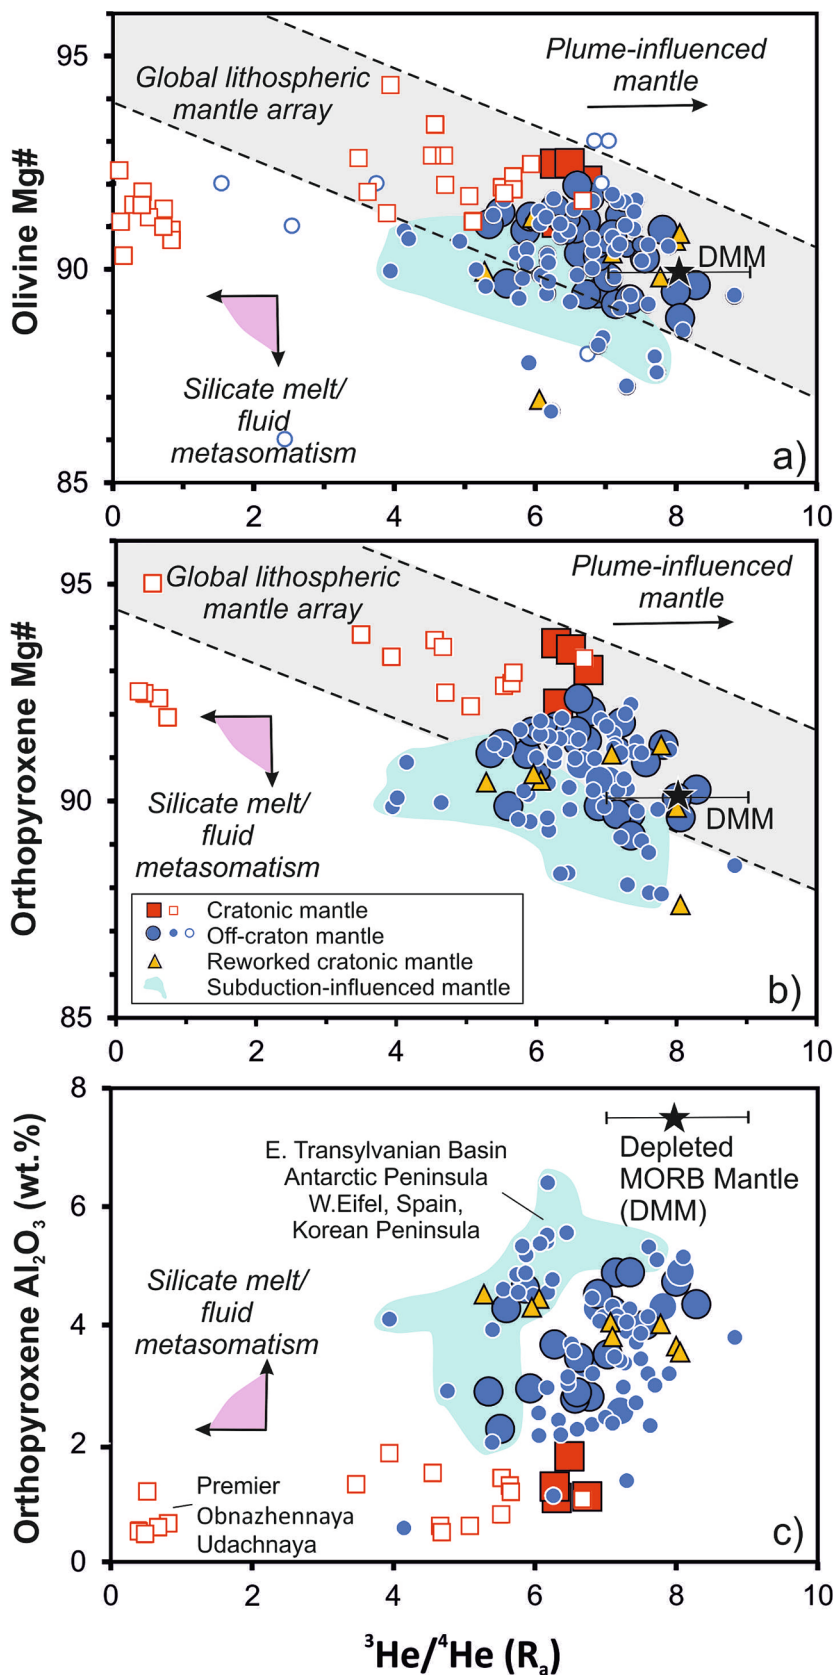 95
Plume-influenced
mantle
Global lithospheric
mantle array
Olivine Mg#
90
DMM
Silicate melt/
fluid
metasomatism
a)
85
0 2 4 6 8 10
95
Plume-influenced
mantle
Global lithospheric
mantle array
Orthopyroxene Mg#
90
DMM
Silicate melt/
fluid
metasomatism
Cratonic mantle
Off-craton mantle
Reworked cratonic mantle
Subduction-influenced mantle
b)
85
0 2 4 6 8 10
8
E. Transylvanian Basin
Antarctic Peninsula
W.Eifel, Spain,
Korean Peninsula
Depleted
MORB Mantle
(DMM)
6
Orthopyroxene Al₂O₃ (wt.%)
Silicate melt/
fluid
metasomatism
4
2
Premier
Obnazhennaya
Udachnaya
c)
0
0 2 4 6 8 10
³He/⁴He (Rₐ)